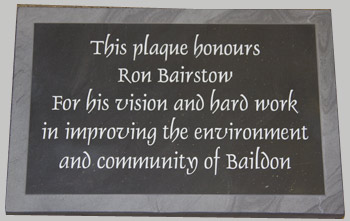 This plaque honours
Ron Bairstow
For his vision and hard work
in improving the environment
and community of Baildon